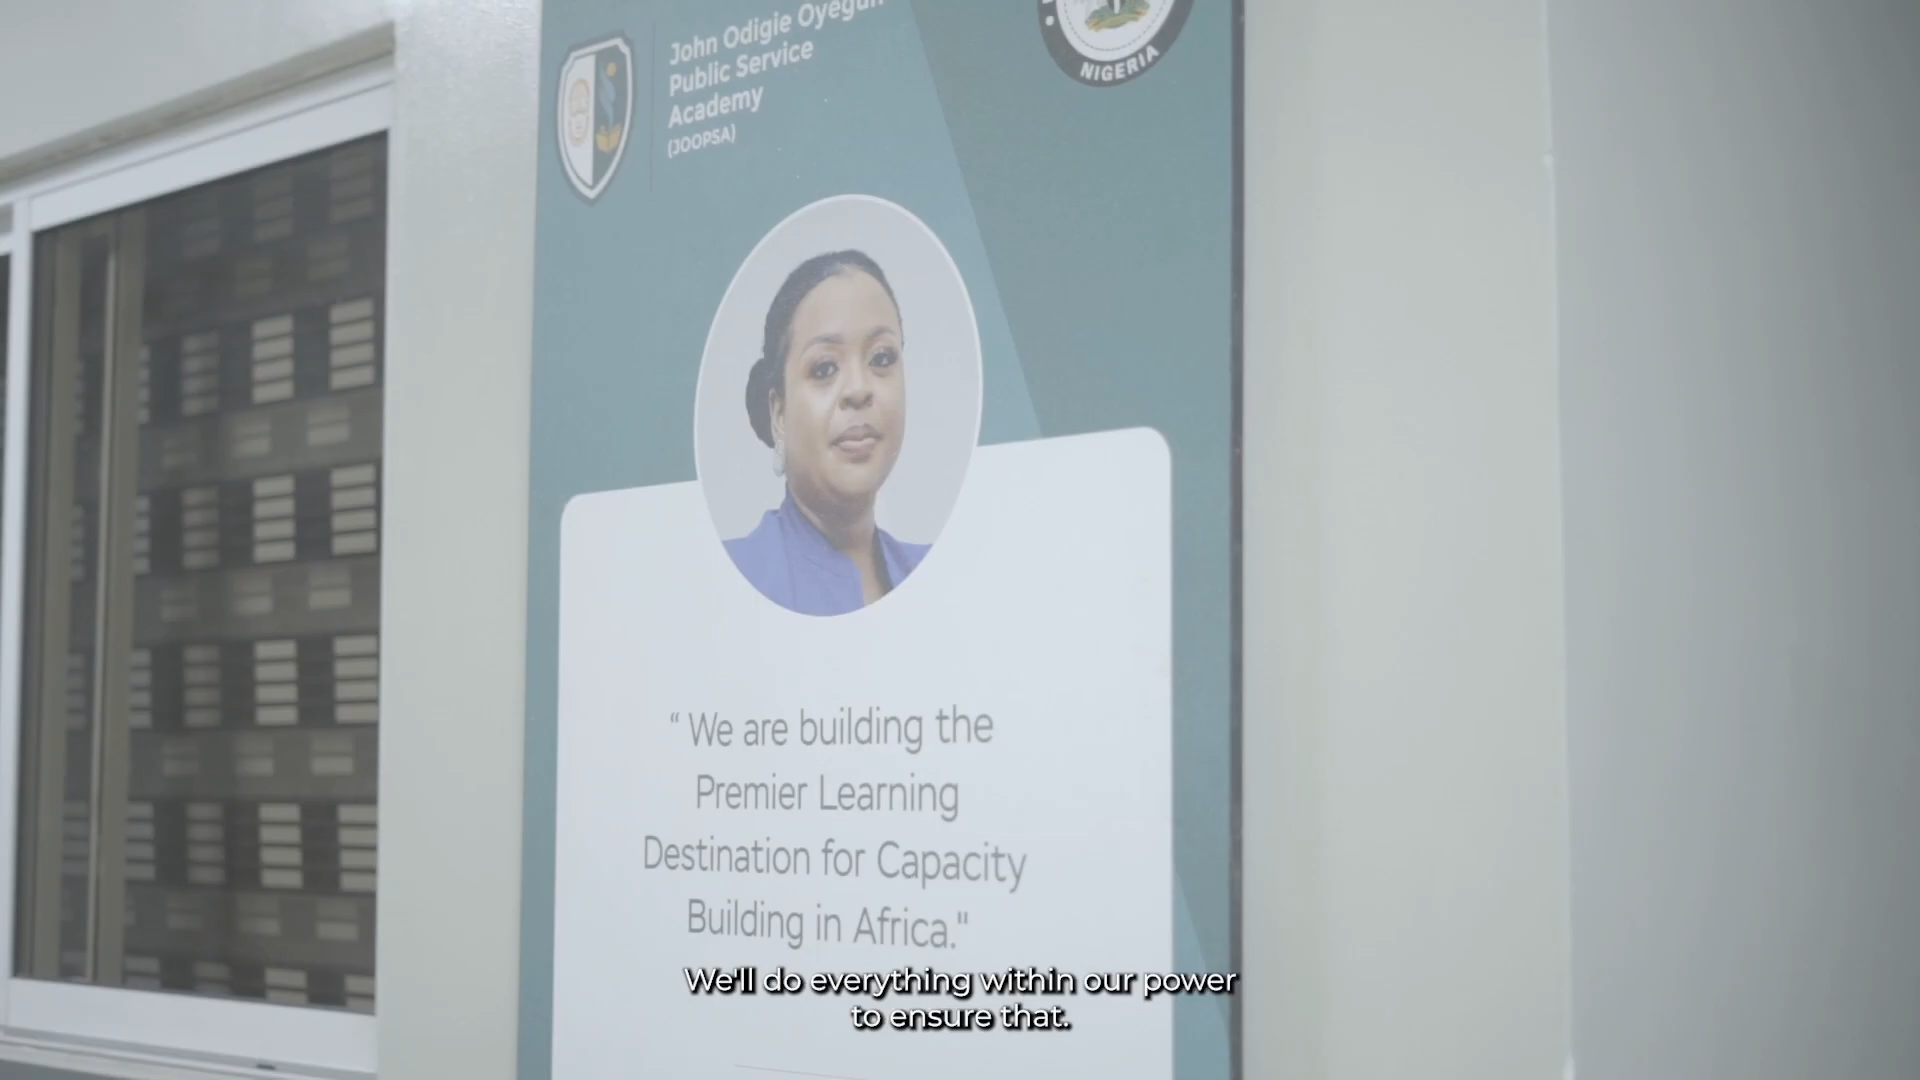 John Odigie Oyegun
Public Service
Academy
(JOOPSA)
NIGERIA
“ We are building the
Premier Learning
Destination for Capacity
Building in Africa."
We'll do everything within our power
to ensure that.